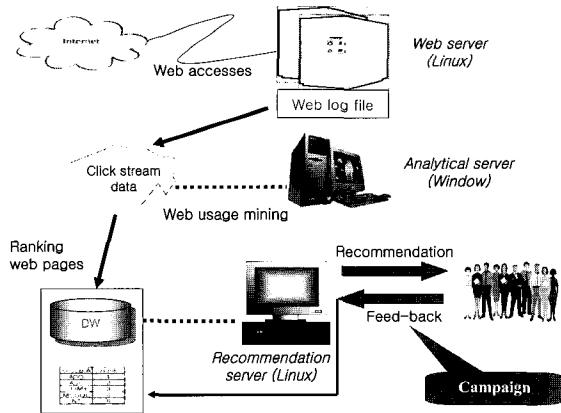 Internet
Web accesses
Web server
(Linux)
Web log file
Click stream
data
Analytical server
(Window)
Web usage mining
Ranking
web pages
Recommendation
DW
Feed-back
Recommendation
server (Linux)
Campaign